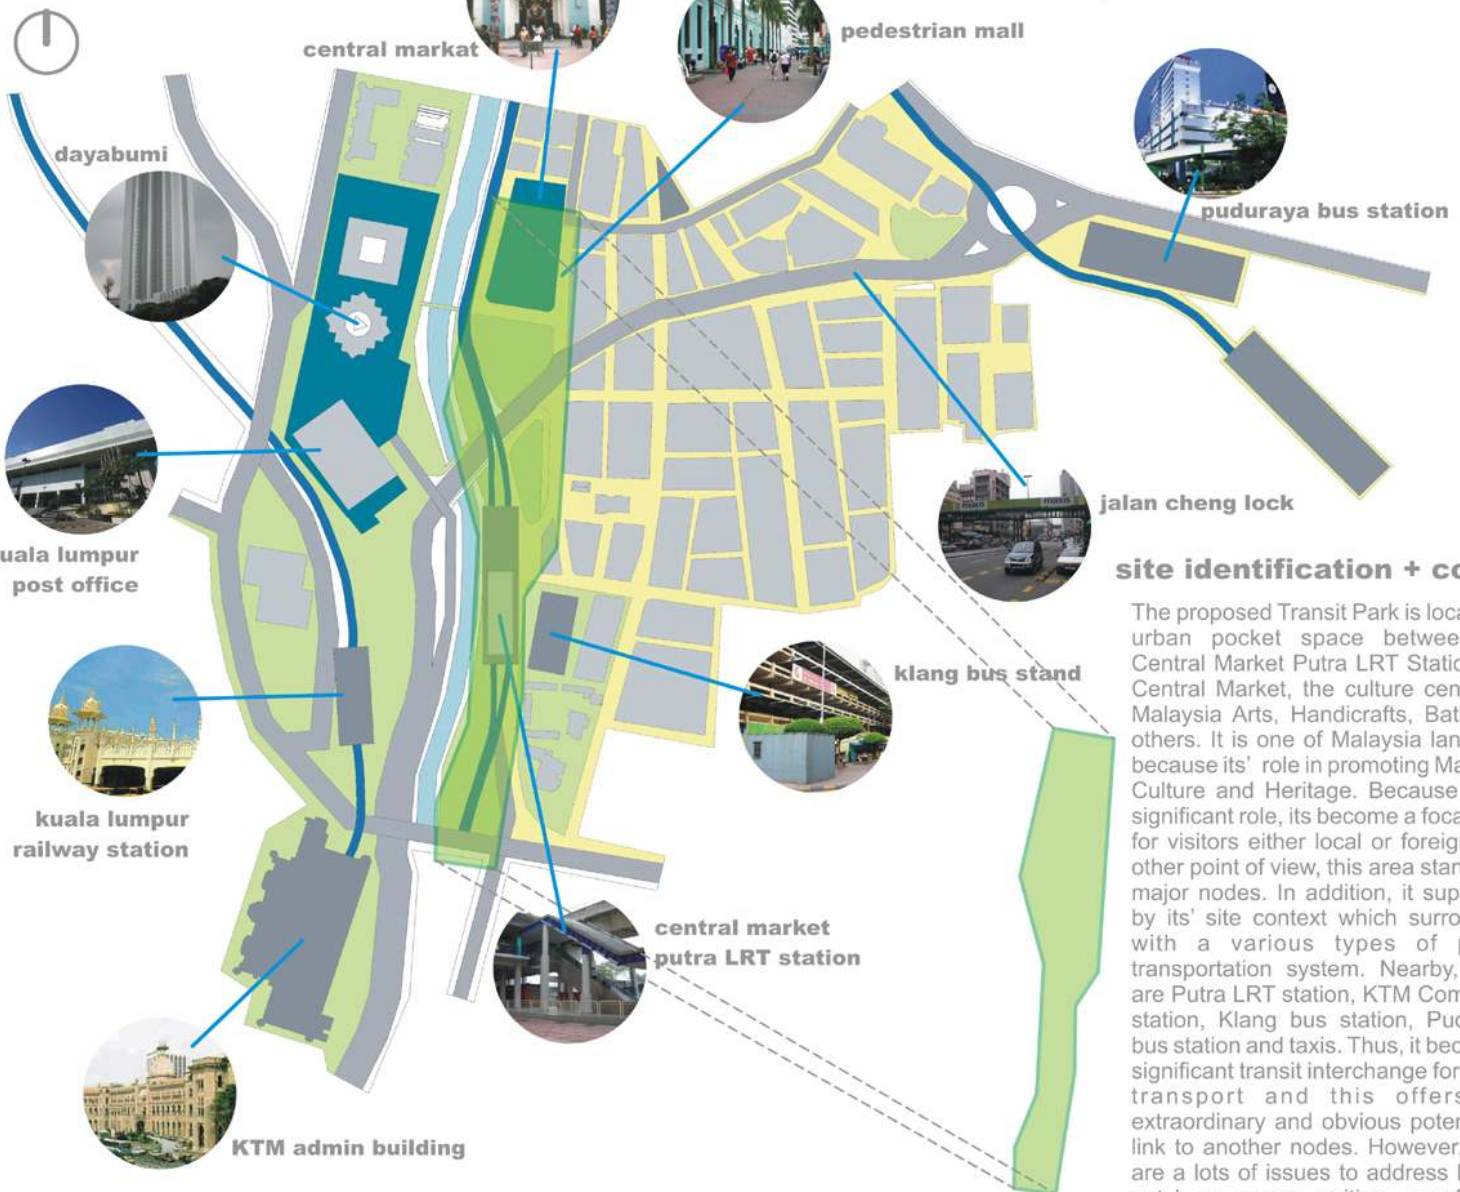 central markat
pedestrian mall
dayabumi
puduraya bus station
jalan cheng lock
uala lumpur
post office
klang bus stand
kuala lumpur
railway station
central market
putra LRT station
KTM admin building
site identification + co
The proposed Transit Park is loca
urban pocket space betwee
Central Market Putra LRT Static
Central Market, the culture cen
Malaysia Arts, Handicrafts, Bat
others. It is one of Malaysia lan
because its' role in promoting Ma
Culture and Heritage. Because
significant role, its become a foca
for visitors either local or foreig
other point of view, this area stan
major nodes. In addition, it sup
by its' site context which surro
with a various types of p
transportation system. Nearby,
are Putra LRT station, KTM Com
station, Klang bus station, Pud
bus station and taxis. Thus, it bec
significant transit interchange for
transport and this offers
extraordinary and obvious poten
link to another nodes. However,
are a lots of issues to address l